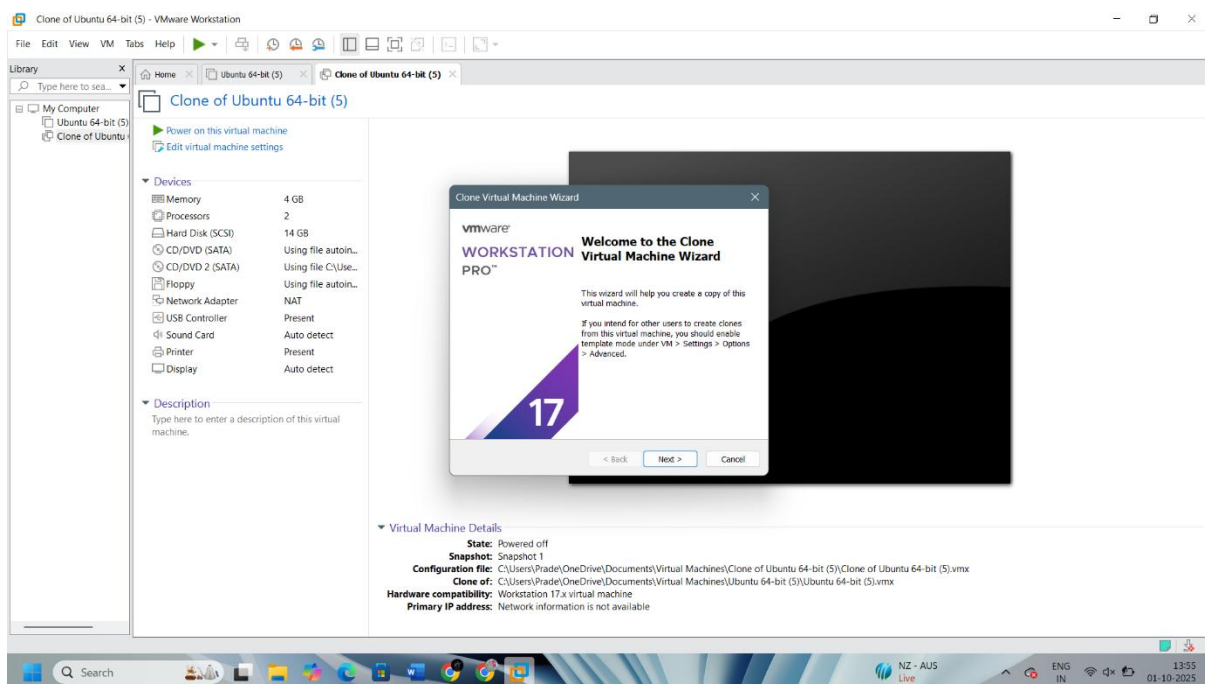 Clone of Ubuntu 64-bit (5) - VMware Workstation
File Edit View VM Tabs Help
Library X
Type here to sea...
My Computer
Ubuntu 64-bit (5)
Clone of Ubuntu
Home
Ubuntu 64-bit (5)
Clone of Ubuntu 64-bit (5)
Clone of Ubuntu 64-bit (5)
Power on this virtual machine
Edit virtual machine settings
Devices
Memory 4 GB
Processors 2
Hard Disk (SCSI) 14 GB
CD/DVD (SATA) Using file autoin...
CD/DVD 2 (SATA) Using file C:\Use...
Floppy Using file autoin...
Network Adapter NAT
USB Controller Present
Sound Card Auto detect
Printer Present
Display Auto detect
Description
Type here to enter a description of this virtual
machine.
Clone Virtual Machine Wizard
vmware
WORKSTATION
PRO™
17
Welcome to the Clone
Virtual Machine Wizard
This wizard will help you create a copy of this
virtual machine.
If you intend for other users to create clones
from this virtual machine, you should enable
template mode under VM > Settings > Options
> Advanced.
< Back Next > Cancel
Virtual Machine Details
State: Powered off
Snapshot: Snapshot 1
Configuration file: C:\Users\Prade\OneDrive\Documents\Virtual Machines\Clone of Ubuntu 64-bit (5)\Clone of Ubuntu 64-bit (5).vmx
Clone of: C:\Users\Prade\OneDrive\Documents\Virtual Machines\Ubuntu 64-bit (5)\Ubuntu 64-bit (5).vmx
Hardware compatibility: Workstation 17.x virtual machine
Primary IP address: Network information is not available
Search
NZ - AUS
Live
ENG
IN
13:55
01-10-2025